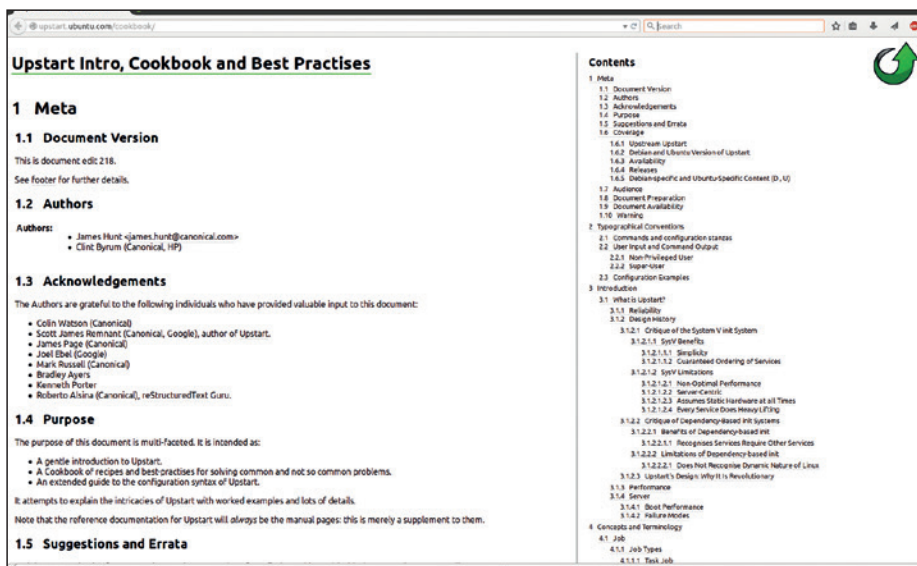 upstart.ubuntu.com/cookbook/
Search
Upstart Intro, Cookbook and Best Practises
1 Meta
1.1 Document Version
This is document edit 218.
See footer for further details.
1.2 Authors
Authors:
• James Hunt <james.hunt@canonical.com>
• Clint Byrum (Canonical, HP)
1.3 Acknowledgements
The Authors are grateful to the following individuals who have provided valuable input to this document:
• Colin Watson (Canonical)
• Scott James Remnant (Canonical, Google), author of Upstart.
• James Page (Canonical)
• Joel Ebel (Google)
• Mark Russell (Canonical)
• Bradley Ayers
• Kenneth Porter
• Roberto Alsina (Canonical), reStructuredText Guru.
1.4 Purpose
The purpose of this document is multi-faceted. It is intended as:
• A gentle introduction to Upstart.
• A Cookbook of recipes and best-practises for solving common and not so common problems.
• An extended guide to the configuration syntax of Upstart.
It attempts to explain the intricacies of Upstart with worked examples and lots of details.
Note that the reference documentation for Upstart will always be the manual pages: this is merely a supplement to them.
1.5 Suggestions and Errata
Contents
1 Meta
1.1 Document Version
1.2 Authors
1.3 Acknowledgements
1.4 Purpose
1.5 Suggestions and Errata
1.6 Coverage
1.6.1 Upstream Upstart
1.6.2 Debian and Ubuntu Version of Upstart
1.6.3 Availability
1.6.4 Releases
1.6.5 Debian-specific and Ubuntu-Specific Content (D , U)
1.7 Audience
1.8 Document Preparation
1.9 Document Availability
1.10 Warning
2 Typographical Conventions
2.1 Commands and configuration stanzas
2.2 User Input and Command Output
2.2.1 Non-Privileged User
2.2.2 Super-User
2.3 Configuration Examples
3 Introduction
3.1 What is Upstart?
3.1.1 Reliability
3.1.2 Design History
3.1.2.1 Critique of the System V init System
3.1.2.1.1 SysV Benefits
3.1.2.1.1.1 Simplicity
3.1.2.1.1.2 Guaranteed Ordering of Services
3.1.2.1.2 SysV Limitations
3.1.2.1.2.1 Non-Optimal Performance
3.1.2.1.2.2 Server-Centric
3.1.2.1.2.3 Assumes Static Hardware at all Times
3.1.2.1.2.4 Every Service Does Heavy Lifting
3.1.2.2 Critique of Dependency-Based Init Systems
3.1.2.2.1 Benefits of Dependency-based init
3.1.2.2.1.1 Recognises Services Require Other Services
3.1.2.2.2 Limitations of Dependency-based init
3.1.2.2.2.1 Does Not Recognise Dynamic Nature of Linux
3.1.2.3 Upstart's Design: Why It Is Revolutionary
3.1.3 Performance
3.1.4 Server
3.1.4.1 Boot Performance
3.1.4.2 Failure Modes
4 Concepts and Terminology
4.1 Job
4.1.1 Job Types
4.1.1.1 Task Job